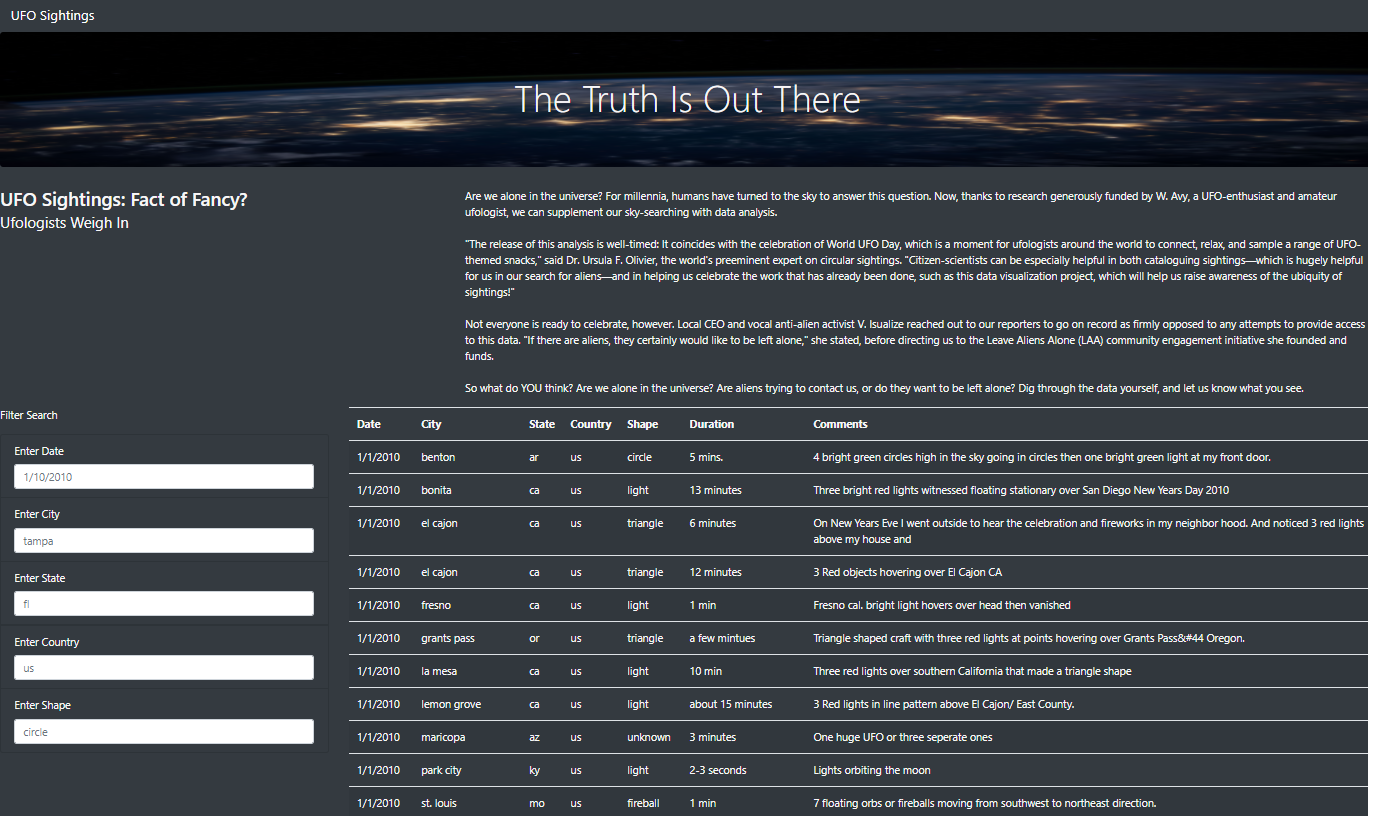 UFO Sightings
The Truth Is Out There
UFO Sightings: Fact of Fancy?
Ufologists Weigh In
Are we alone in the universe? For millennia, humans have turned to the sky to answer this question. Now, thanks to research generously funded by W. Avy, a UFO-enthusiast and amateur
ufologist, we can supplement our sky-searching with data analysis.
"The release of this analysis is well-timed: It coincides with the celebration of World UFO Day, which is a moment for ufologists around the world to connect, relax, and sample a range of UFO-
themed snacks," said Dr. Ursula F. Olivier, the world's preeminent expert on circular sightings. "Citizen-scientists can be especially helpful in both cataloguing sightings—which is hugely helpful
for us in our search for aliens—and in helping us celebrate the work that has already been done, such as this data visualization project, which will help us raise awareness of the ubiquity of
sightings!"
Not everyone is ready to celebrate, however. Local CEO and vocal anti-alien activist V. Isualize reached out to our reporters to go on record as firmly opposed to any attempts to provide access
to this data. "If there are aliens, they certainly would like to be left alone," she stated, before directing us to the Leave Aliens Alone (LAA) community engagement initiative she founded and
funds.
So what do YOU think? Are we alone in the universe? Are aliens trying to contact us, or do they want to be left alone? Dig through the data yourself, and let us know what you see.
Filter Search
Enter Date
1/10/2010
Enter City
tampa
Enter State
fl
Enter Country
us
Enter Shape
circle
Date City State Country Shape Duration Comments
1/1/2010 benton ar us circle 5 mins. 4 bright green circles high in the sky going in circles then one bright green light at my front door.
1/1/2010 bonita ca us light 13 minutes Three bright red lights witnessed floating stationary over San Diego New Years Day 2010
1/1/2010 el cajon ca us triangle 6 minutes On New Years Eve I went outside to hear the celebration and fireworks in my neighbor hood. And noticed 3 red lights
above my house and
1/1/2010 el cajon ca us triangle 12 minutes 3 Red objects hovering over El Cajon CA
1/1/2010 fresno ca us light 1 min Fresno cal. bright light hovers over head then vanished
1/1/2010 grants pass or us triangle a few mintues Triangle shaped craft with three red lights at points hovering over Grants Pass&#44 Oregon.
1/1/2010 la mesa ca us light 10 min Three red lights over southern California that made a triangle shape
1/1/2010 lemon grove ca us light about 15 minutes 3 Red lights in line pattern above El Cajon/ East County.
1/1/2010 maricopa az us unknown 3 minutes One huge UFO or three seperate ones
1/1/2010 park city ky us light 2-3 seconds Lights orbiting the moon
1/1/2010 st. louis mo us fireball 1 min 7 floating orbs or fireballs moving from southwest to northeast direction.